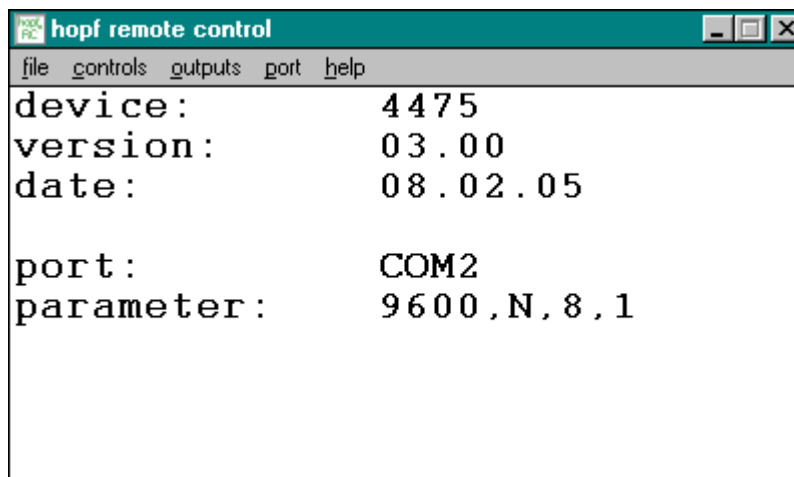 hopf remote control
file controls outputs port help
device: 4475
version: 03.00
date: 08.02.05
port: COM2
parameter: 9600,N,8,1